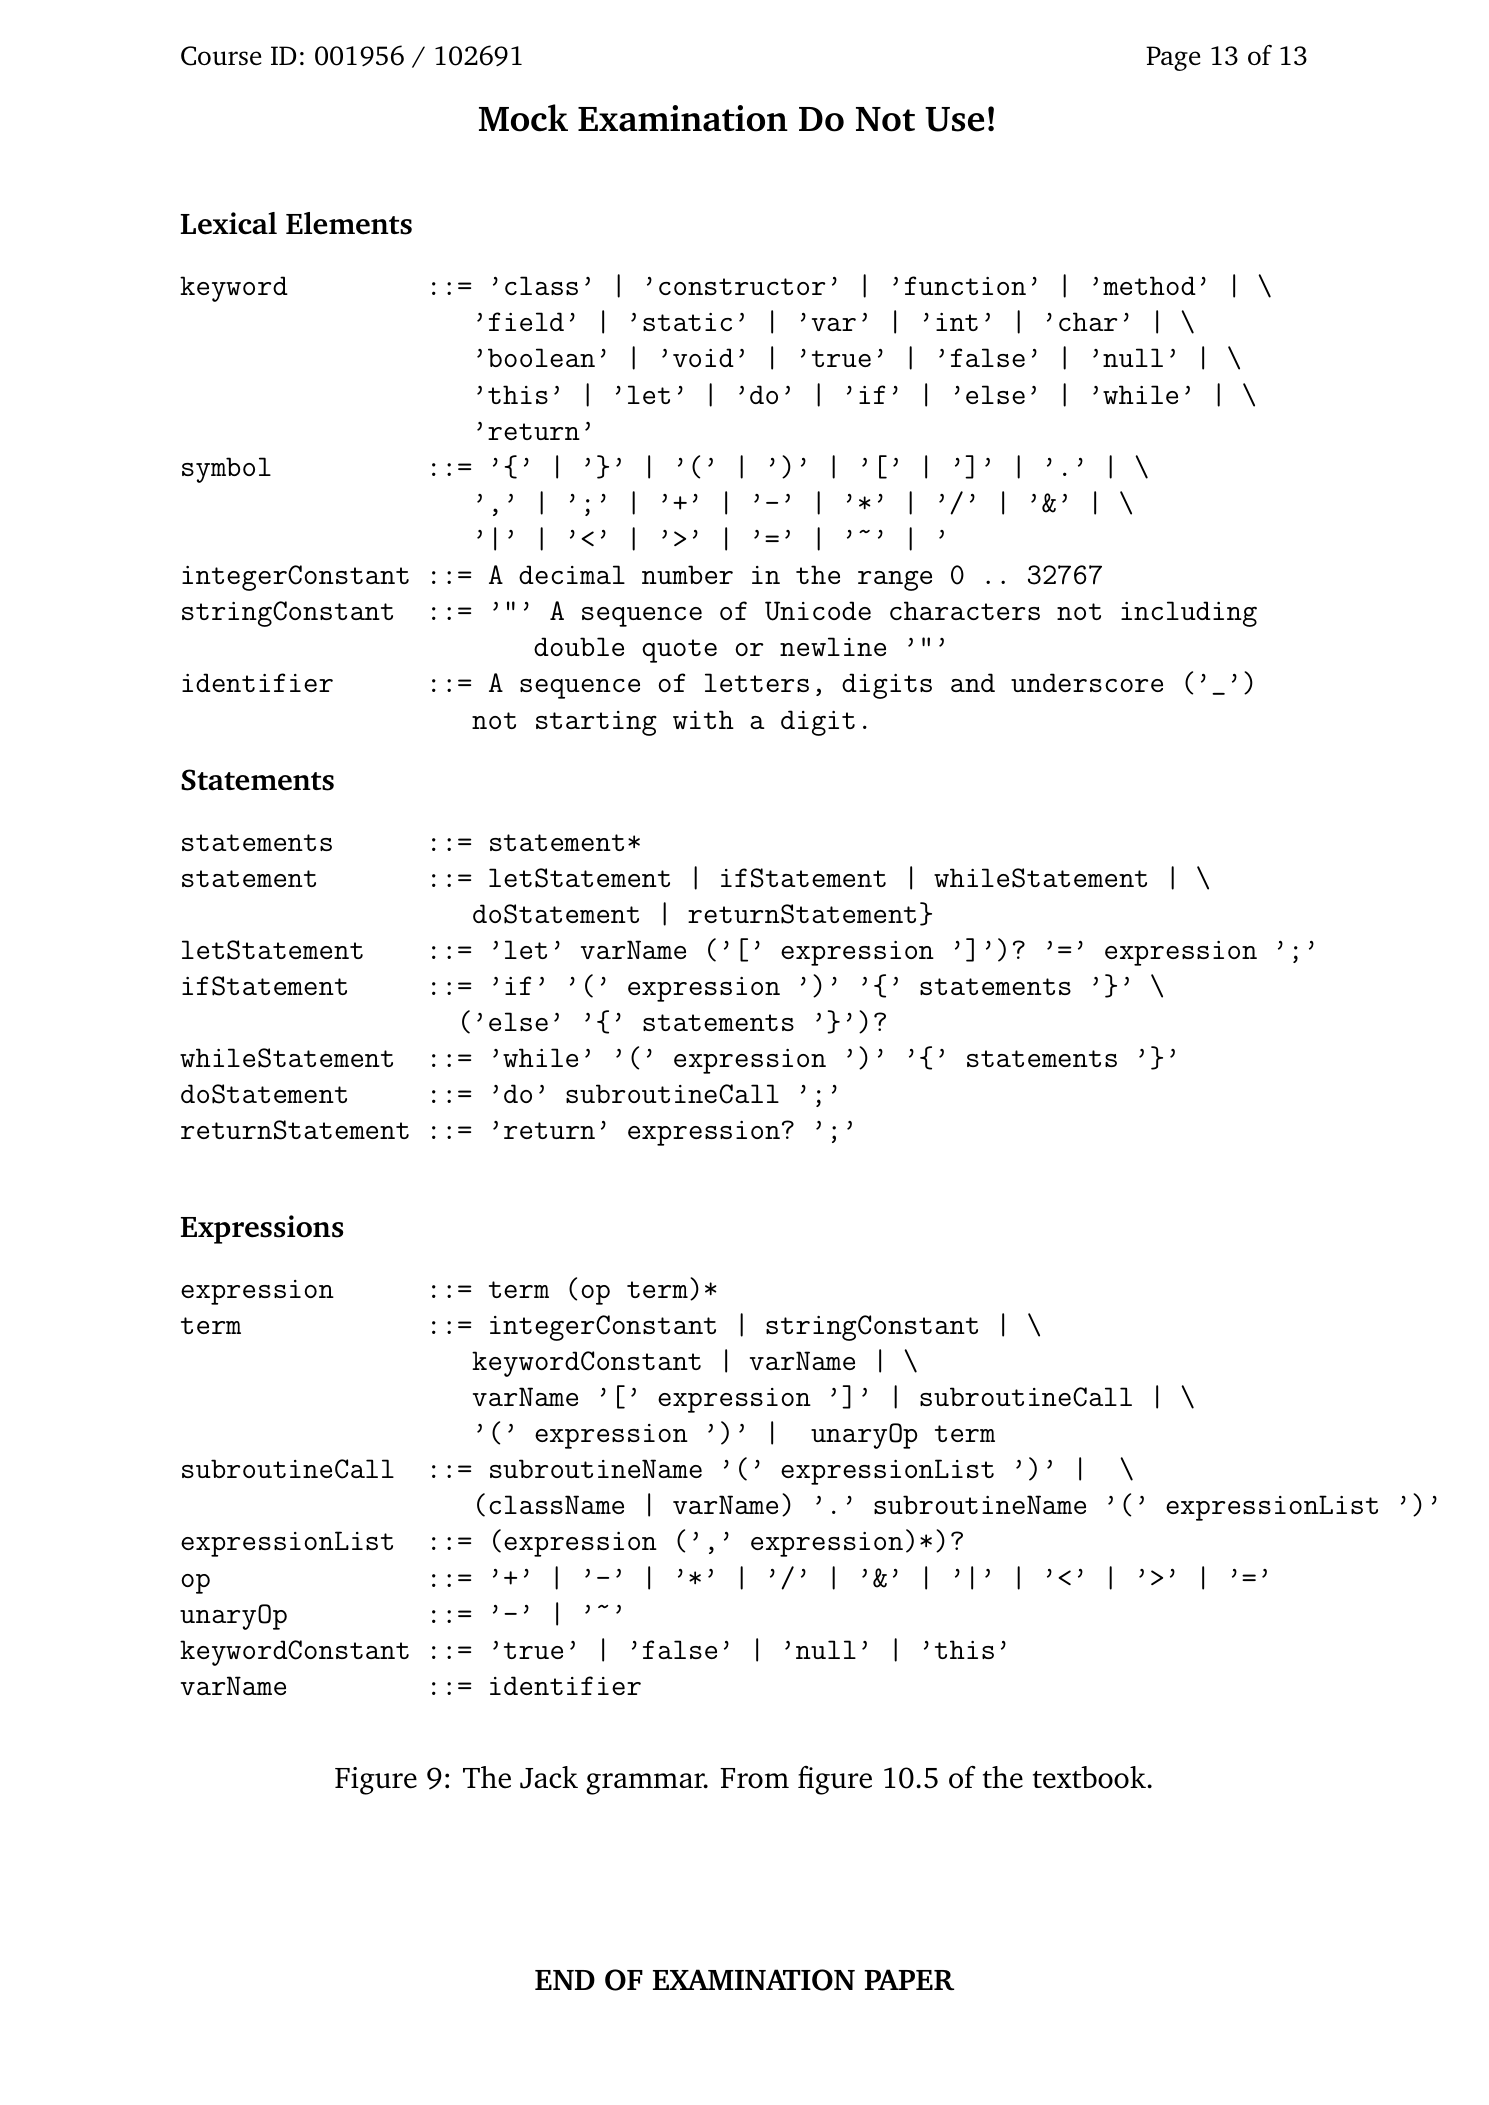 Course ID: 001956 / 102691 Page 13 of 13
Mock Examination Do Not Use!
Lexical Elements
keyword ::= ’class’ | ’constructor’ | ’function’ | ’method’ | \
’field’ | ’static’ | ’var’ | ’int’ | ’char’ | \
’boolean’ | ’void’ | ’true’ | ’false’ | ’null’ | \
’this’ | ’let’ | ’do’ | ’if’ | ’else’ | ’while’ | \
’return’
symbol ::= ’{’ | ’}’ | ’(’ | ’)’ | ’[’ | ’]’ | ’.’ | \
’,’ | ’;’ | ’+’ | ’-’ | ’*’ | ’/’ | ’&’ | \
’|’ | ’<’ | ’>’ | ’=’ | ’~’ | ’
integerConstant ::= A decimal number in the range 0 .. 32767
stringConstant ::= ’"’ A sequence of Unicode characters not including
double quote or newline ’"’
identifier ::= A sequence of letters, digits and underscore (’_’)
not starting with a digit.
Statements
statements ::= statement*
statement ::= letStatement | ifStatement | whileStatement | \
doStatement | returnStatement}
letStatement ::= ’let’ varName (’[’ expression ’]’)? ’=’ expression ’;’
ifStatement ::= ’if’ ’(’ expression ’)’ ’{’ statements ’}’ \
(’else’ ’{’ statements ’}’)?
whileStatement ::= ’while’ ’(’ expression ’)’ ’{’ statements ’}’
doStatement ::= ’do’ subroutineCall ’;’
returnStatement ::= ’return’ expression? ’;’
Expressions
expression ::= term (op term)*
term ::= integerConstant | stringConstant | \
keywordConstant | varName | \
varName ’[’ expression ’]’ | subroutineCall | \
’(’ expression ’)’ | unaryOp term
subroutineCall ::= subroutineName ’(’ expressionList ’)’ | \
(className | varName) ’.’ subroutineName ’(’ expressionList ’)’
expressionList ::= (expression (’,’ expression)*)?
op ::= ’+’ | ’-’ | ’*’ | ’/’ | ’&’ | ’|’ | ’<’ | ’>’ | ’=’
unaryOp ::= ’-’ | ’~’
keywordConstant ::= ’true’ | ’false’ | ’null’ | ’this’
varName ::= identifier
Figure 9: The Jack grammar. From figure 10.5 of the textbook.
END OF EXAMINATION PAPER